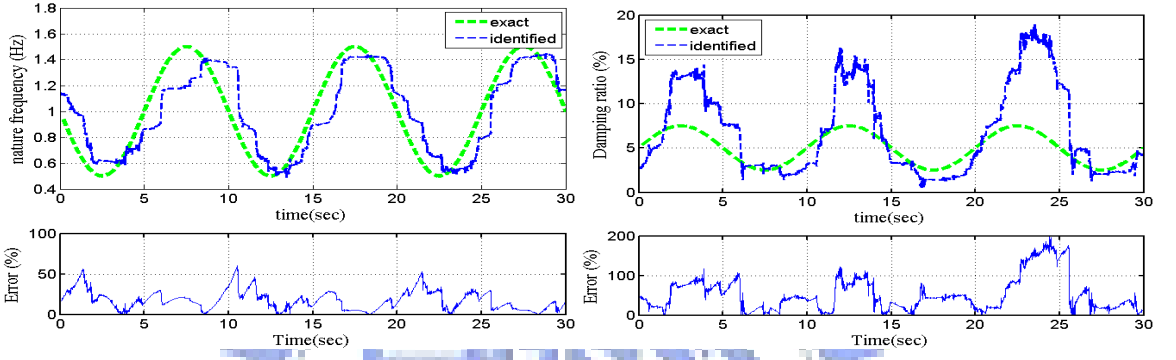 1.8
1.6
1.4
1.2
1
0.8
0.6
0.4
nature frequency (Hz)
exact
identified
0 5 10 15 20 25 30
time(sec)
20
15
10
5
0
Damping ratio (%)
exact
identified
0 5 10 15 20 25 30
time(sec)
100
50
0
Error (%)
0 5 10 15 20 25 30
Time(sec)
200
100
0
Error (%)
0 5 10 15 20 25 30
Time(sec)